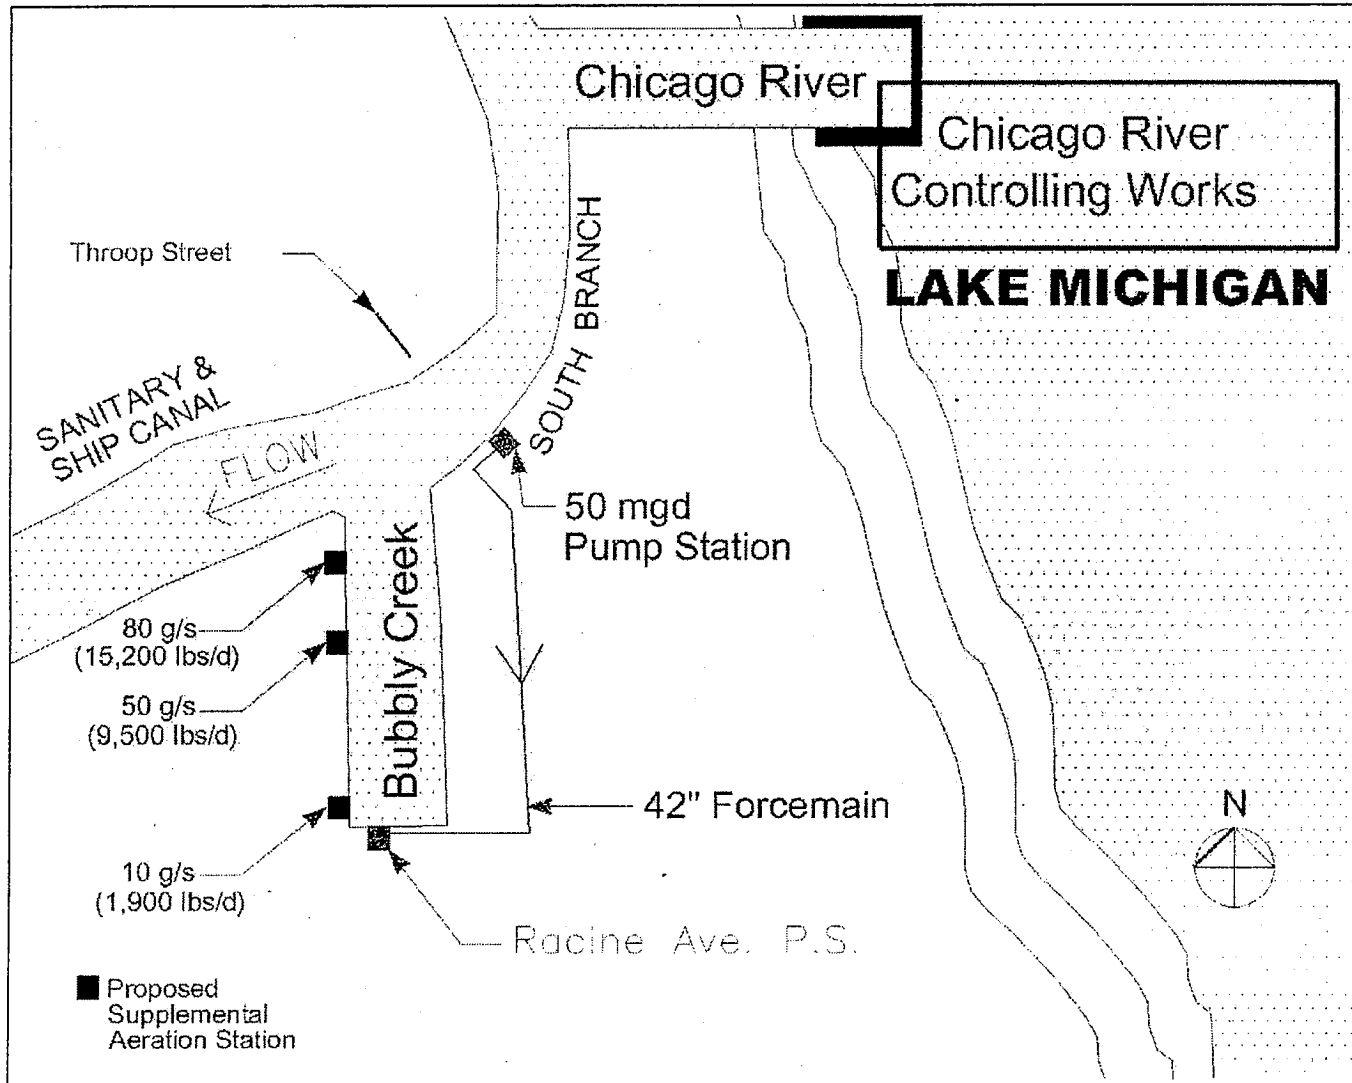 Chicago River
Chicago River
Controlling Works
LAKE MICHIGAN
Throop Street
SOUTH BRANCH
SANITARY &
SHIP CANAL
FLOW
50 mgd
Pump Station
Bubbly Creek
80 g/s
(15,200 lbs/d)
50 g/s
(9,500 lbs/d)
42" Forcemain
N
10 g/s
(1,900 lbs/d)
Racine Ave. P.S.
Proposed
Supplemental
Aeration Station